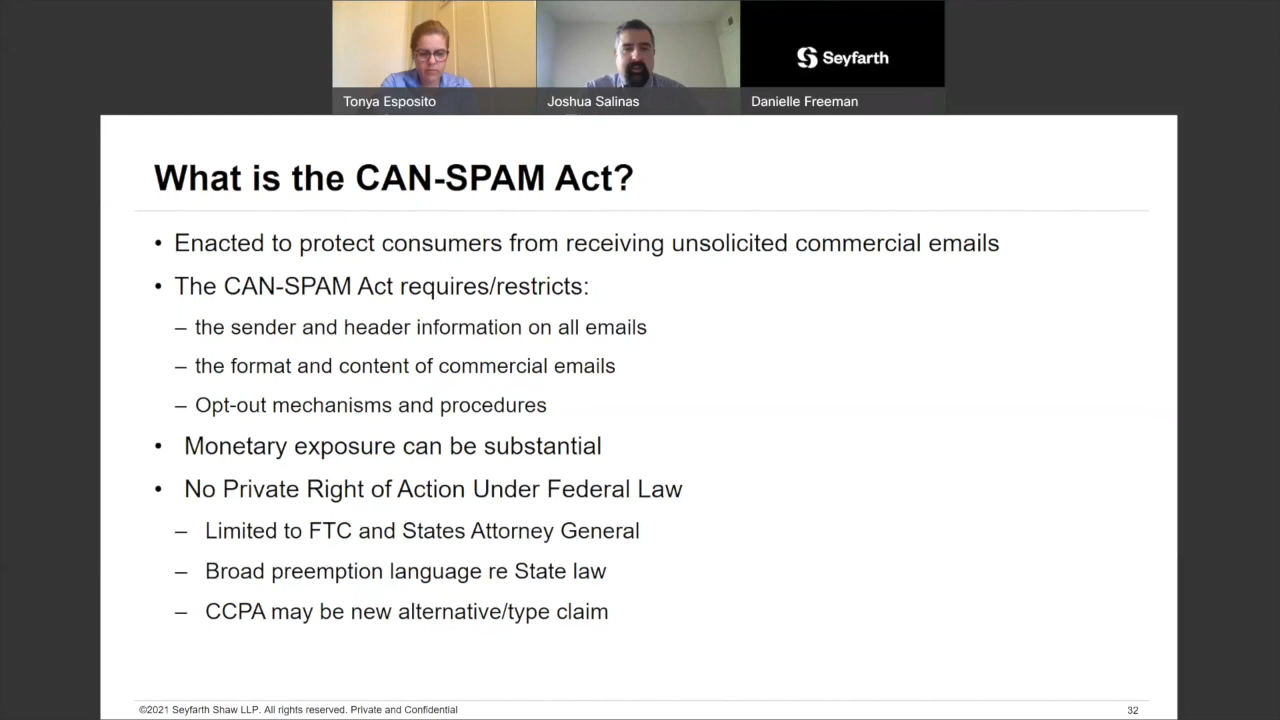 Seyfarth
Tonya Esposito
Joshua Salinas
Danielle Freeman
What is the CAN-SPAM Act?
• Enacted to protect consumers from receiving unsolicited commercial emails
• The CAN-SPAM Act requires/restricts:
– the sender and header information on all emails
– the format and content of commercial emails
– Opt-out mechanisms and procedures
• Monetary exposure can be substantial
• No Private Right of Action Under Federal Law
– Limited to FTC and States Attorney General
– Broad preemption language re State law
– CCPA may be new alternative/type claim
©2021 Seyfarth Shaw LLP. All rights reserved. Private and Confidential
32